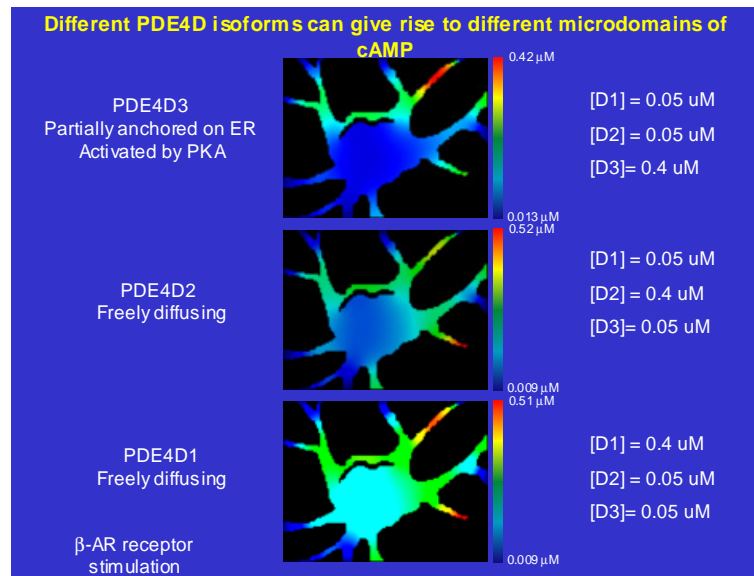 Different PDE4D isoforms can give rise to different microdomains of
cAMP
PDE4D3
Partially anchored on ER
Activated by PKA
0.42 μM
0.013 μM
[D1] = 0.05 uM
[D2] = 0.05 uM
[D3]= 0.4 uM
PDE4D2
Freely diffusing
0.52 μM
0.009 μM
[D1] = 0.05 uM
[D2] = 0.4 uM
[D3]= 0.05 uM
PDE4D1
Freely diffusing
0.51 μM
0.009 μM
[D1] = 0.4 uM
[D2] = 0.05 uM
[D3] = 0.05 uM
β-AR receptor
stimulation